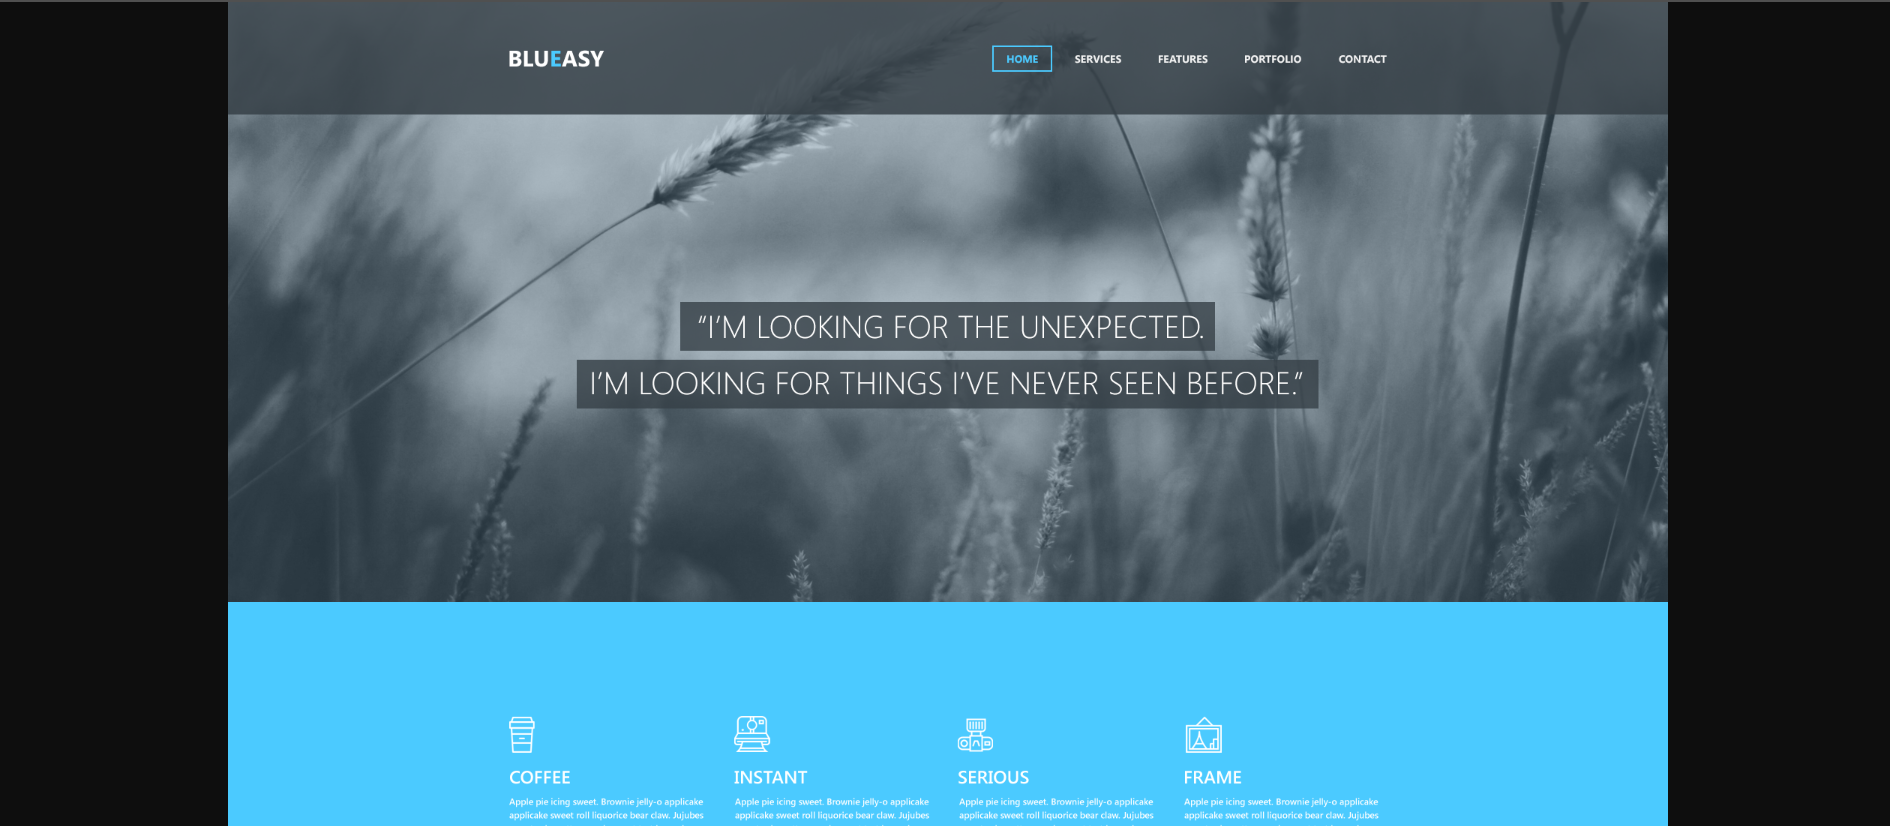 BLUEASY
HOME SERVICES FEATURES PORTFOLIO CONTACT
“I’M LOOKING FOR THE UNEXPECTED.
I’M LOOKING FOR THINGS I’VE NEVER SEEN BEFORE.”
COFFEE
Apple pie icing sweet. Brownie jelly-o applicake
applicake sweet roll liquorice bear claw. Jujubes
INSTANT
Apple pie icing sweet. Brownie jelly-o applicake
applicake sweet roll liquorice bear claw. Jujubes
SERIOUS
Apple pie icing sweet. Brownie jelly-o applicake
applicake sweet roll liquorice bear claw. Jujubes
FRAME
Apple pie icing sweet. Brownie jelly-o applicake
applicake sweet roll liquorice bear claw. Jujubes